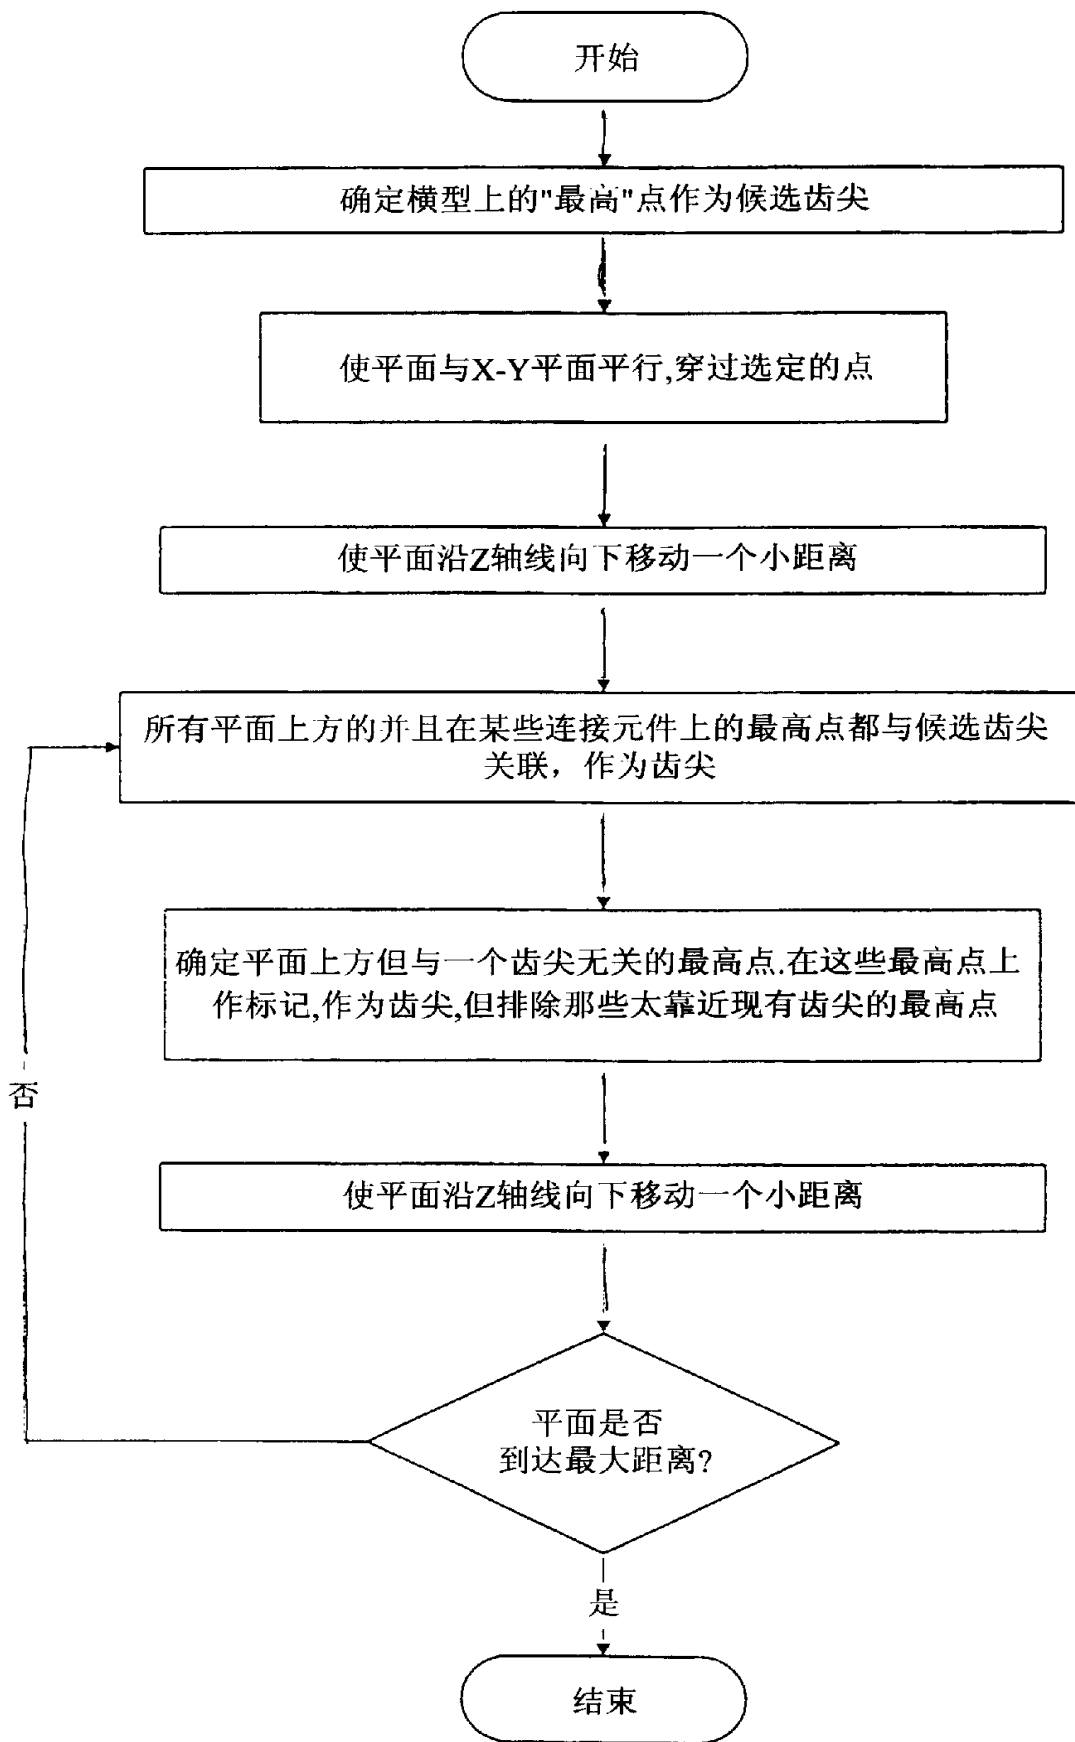 开始
确定横型上的"最高"点作为候选齿尖
使平面与X-Y平面平行,穿过选定的点
使平面沿Z轴线向下移动一个小距离
所有平面上方的并且在某些连接元件上的最高点都与候选齿尖
关联，作为齿尖
确定平面上方但与一个齿尖无关的最高点.在这些最高点上
作标记,作为齿尖,但排除那些太靠近现有齿尖的最高点
否
使平面沿Z轴线向下移动一个小距离
平面是否
到达最大距离?
是
结束